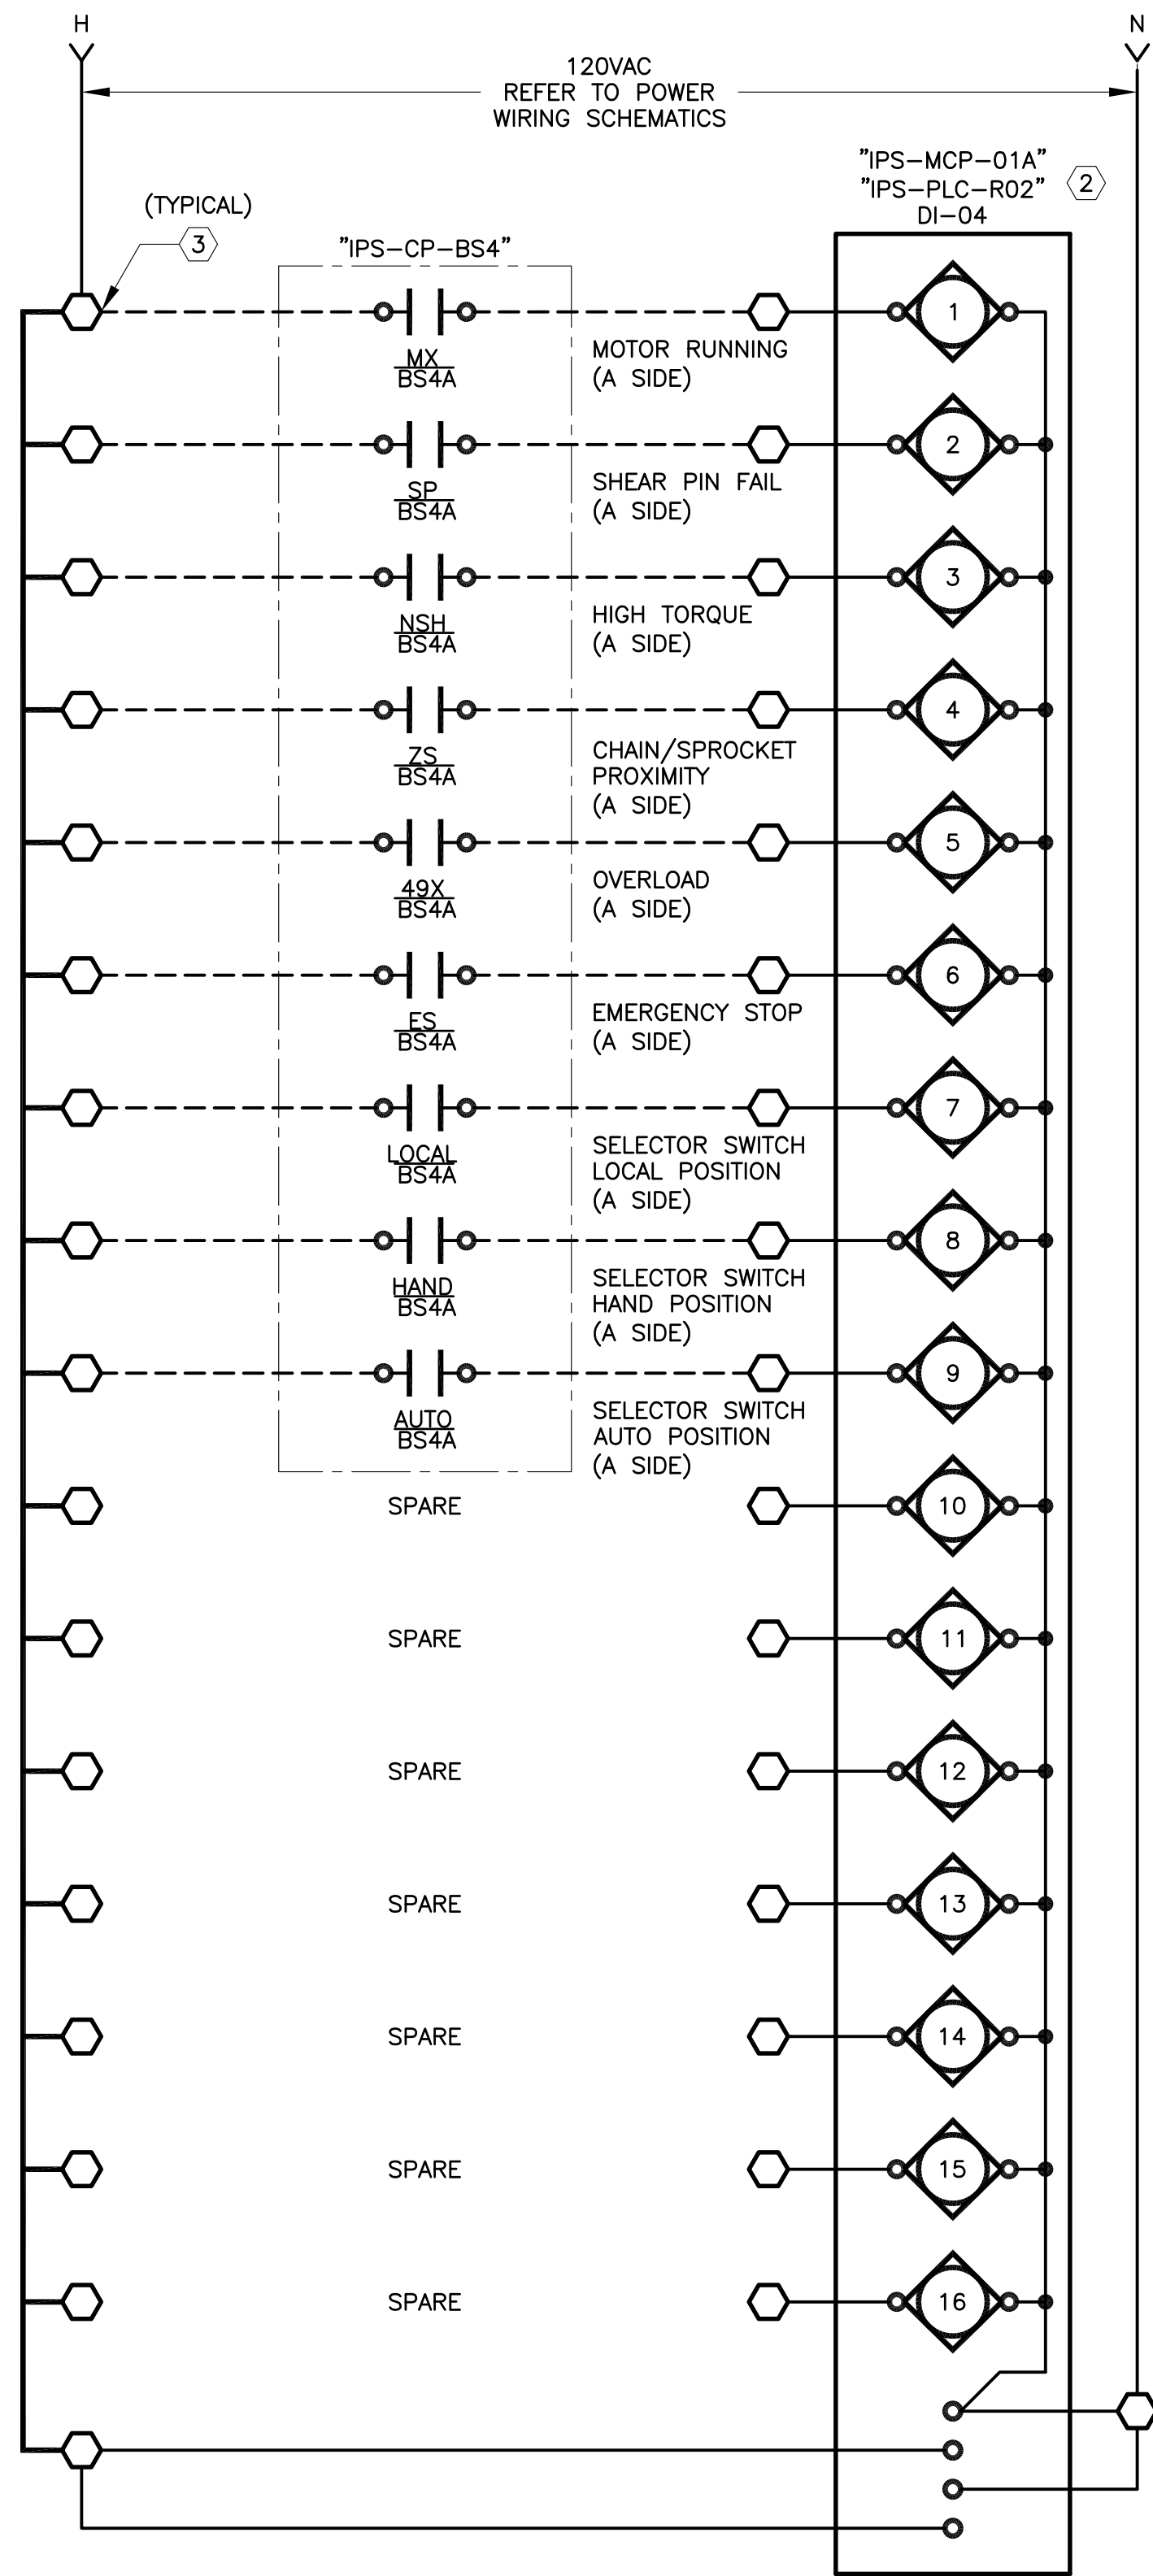 H
N
120VAC
REFER TO POWER
WIRING SCHEMATICS
"IPS-MCP-01A"
"IPS-PLC-R02"
DI-04
2
(TYPICAL)
3
"IPS-CP-BS4"
MX
BS4A
MOTOR RUNNING
(A SIDE)
1
SP
BS4A
SHEAR PIN FAIL
(A SIDE)
2
NSH
BS4A
HIGH TORQUE
(A SIDE)
3
ZS
BS4A
CHAIN/SPROCKET
PROXIMITY
(A SIDE)
4
49X
BS4A
OVERLOAD
(A SIDE)
5
ES
BS4A
EMERGENCY STOP
(A SIDE)
6
LOCAL
BS4A
SELECTOR SWITCH
LOCAL POSITION
(A SIDE)
7
HAND
BS4A
SELECTOR SWITCH
HAND POSITION
(A SIDE)
8
AUTO
BS4A
SELECTOR SWITCH
AUTO POSITION
(A SIDE)
9
SPARE
10
SPARE
11
SPARE
12
SPARE
13
SPARE
14
SPARE
15
SPARE
16